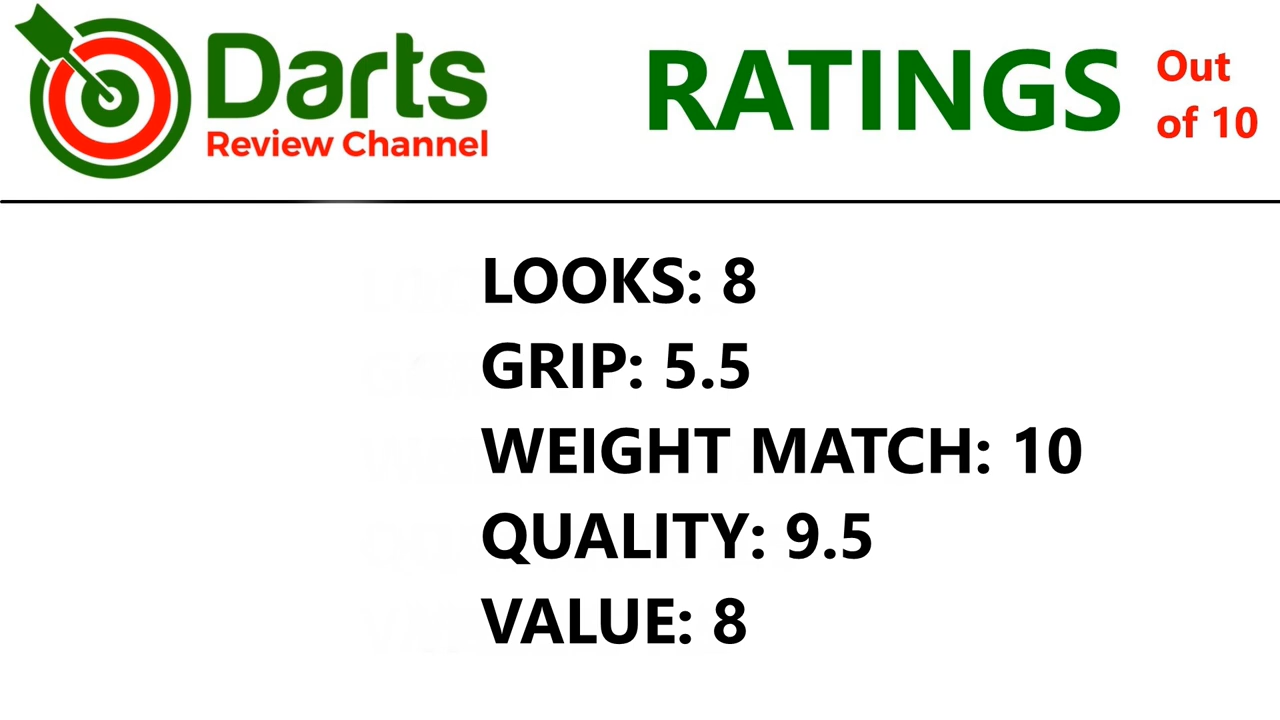 Darts
Review Channel
RATINGS
Out
of 10
LOOKS: 8
GRIP: 5.5
WEIGHT MATCH: 10
QUALITY: 9.5
VALUE: 8